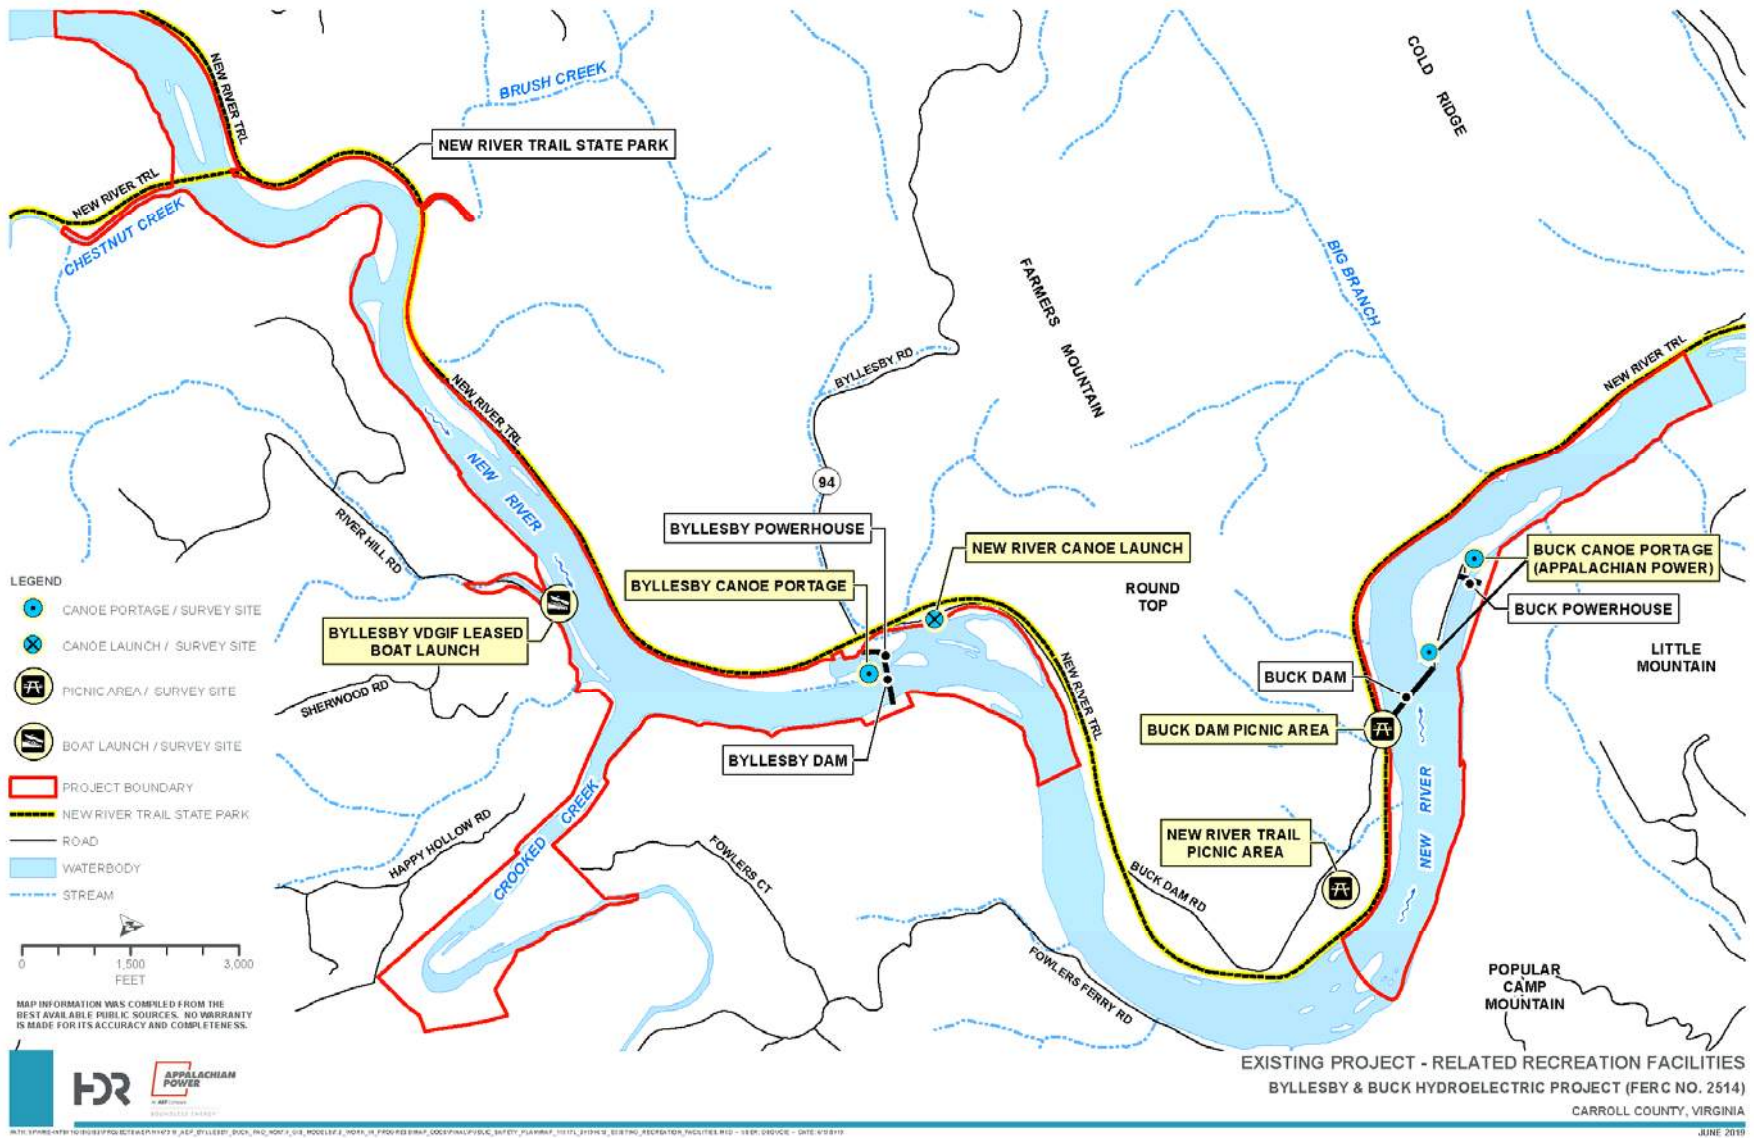 NEW RIVER TRL
BRUSH CREEK
COLD RIDGE
NEW RIVER TRAIL STATE PARK
NEW RIVER TRL
CHESTNUT CREEK
BIG BRANCH
FARMERS MOUNTAIN
BYLLESBY RD
NEW RIVER TRL
NEW RIVER TRL
NEW RIVER
94
RIVER HILL RD
BYLLESBY POWERHOUSE
NEW RIVER CANOE LAUNCH
BUCK CANOE PORTAGE
(APPALACHIAN POWER)
BYLLESBY CANOE PORTAGE
ROUND
TOP
BUCK POWERHOUSE
BYLLESBY VDGIF LEASED
BOAT LAUNCH
LITTLE
MOUNTAIN
SHERWOOD RD
NEW RIVER TRL
BUCK DAM
BUCK DAM PICNIC AREA
BYLLESBY DAM
NEW RIVER
CROOKED CREEK
HAPPY HOLLOW RD
FOWLERS CT
NEW RIVER TRAIL
PICNIC AREA
BUCK DAM RD
FOWLERS FERRY RD
POPULAR
CAMP
MOUNTAIN
LEGEND
CANOE PORTAGE / SURVEY SITE
CANOE LAUNCH / SURVEY SITE
PICNIC AREA / SURVEY SITE
BOAT LAUNCH / SURVEY SITE
PROJECT BOUNDARY
NEW RIVER TRAIL STATE PARK
ROAD
WATERBODY
STREAM
0 1,500 3,000
FEET
MAP INFORMATION WAS COMPILED FROM THE
BEST AVAILABLE PUBLIC SOURCES. NO WARRANTY
IS MADE FOR ITS ACCURACY AND COMPLETENESS.
HDR
APPALACHIAN
POWER
BOUNDLESS ENERGY
EXISTING PROJECT - RELATED RECREATION FACILITIES
BYLLESBY & BUCK HYDROELECTRIC PROJECT (FERC NO. 2514)
CARROLL COUNTY, VIRGINIA
JUNE 2019